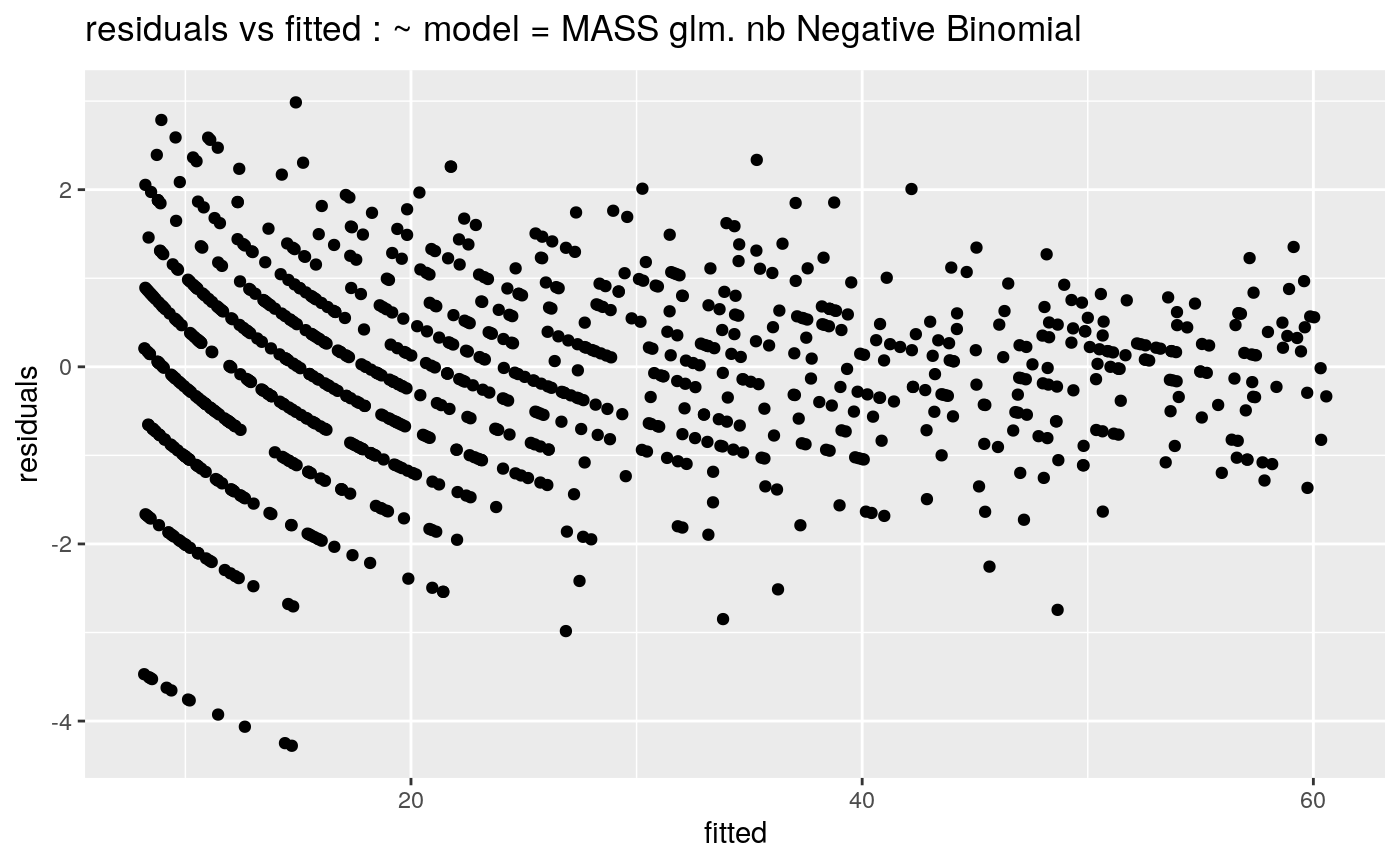 residuals vs fitted : ~ model = MASS glm. nb Negative Binomial
2
0
-2
-4
residuals
20
40
60
fitted